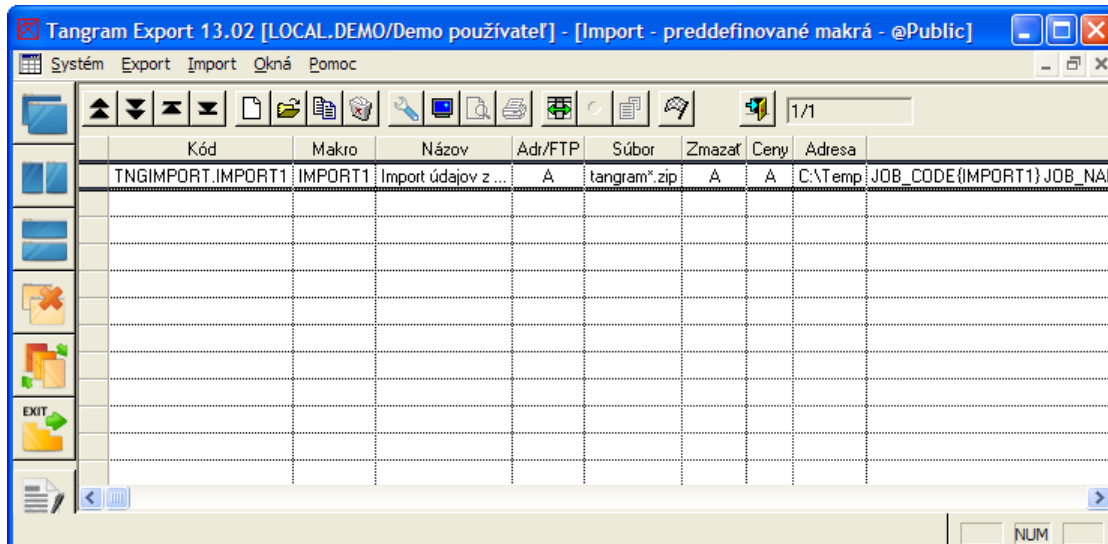 Tangram Export 13.02 [LOCAL.DEMO/Demo používateľ] - [Import - preddefinované makrá - @Public]
Systém Export Import Okná Pomoc
1/1
Kód Makro Názov Adr/FTP Súbor Zmazať Ceny Adresa
TNGIMPORT.IMPORT1 IMPORT1 Import údajov z ... A tangram*.zip A A C:\Temp JOB_CODE{IMPORT1} JOB_NA
EXIT
NUM